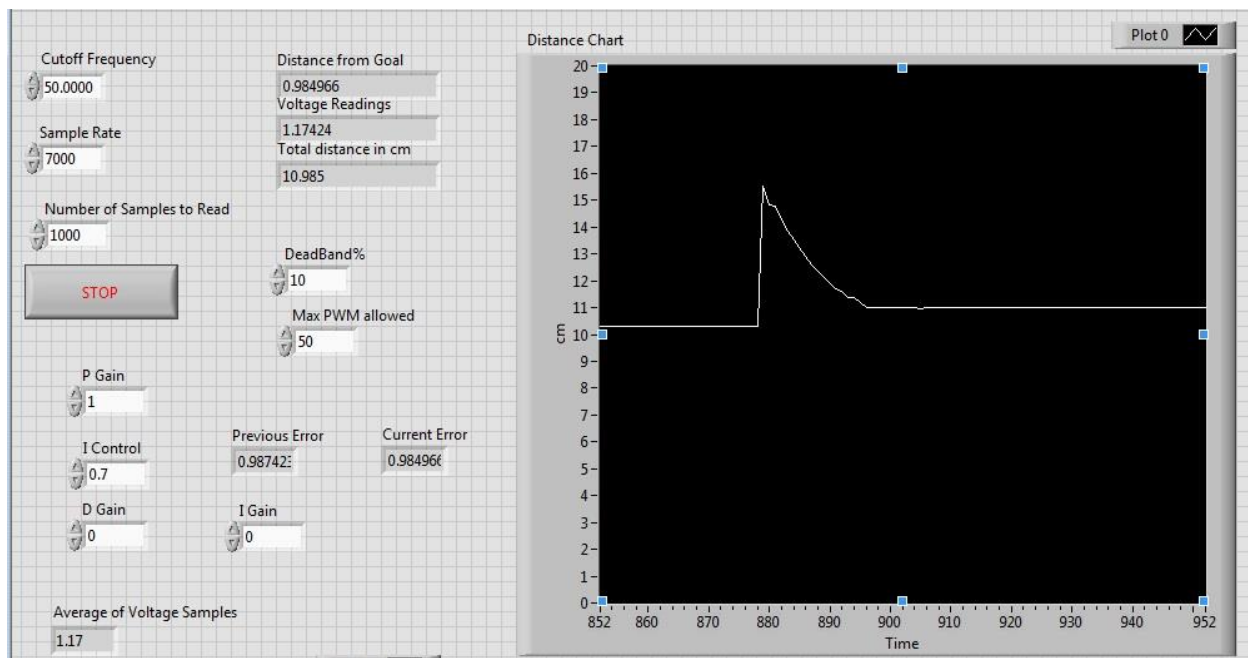 Cutoff Frequency
50.0000
Sample Rate
7000
Number of Samples to Read
1000
STOP
Distance from Goal
0.984966
Voltage Readings
1.17424
Total distance in cm
10.985
DeadBand%
10
Max PWM allowed
50
P Gain
1
I Control
0.7
D Gain
0
Previous Error
0.987423
Current Error
0.984966
I Gain
0
Average of Voltage Samples
1.17
Distance Chart
Plot 0
20
19
18
17
16
15
14
13
12
11
10
9
8
7
6
5
4
3
2
1
0
cm
852 860 870 880 890 900 910 920 930 940 952
Time